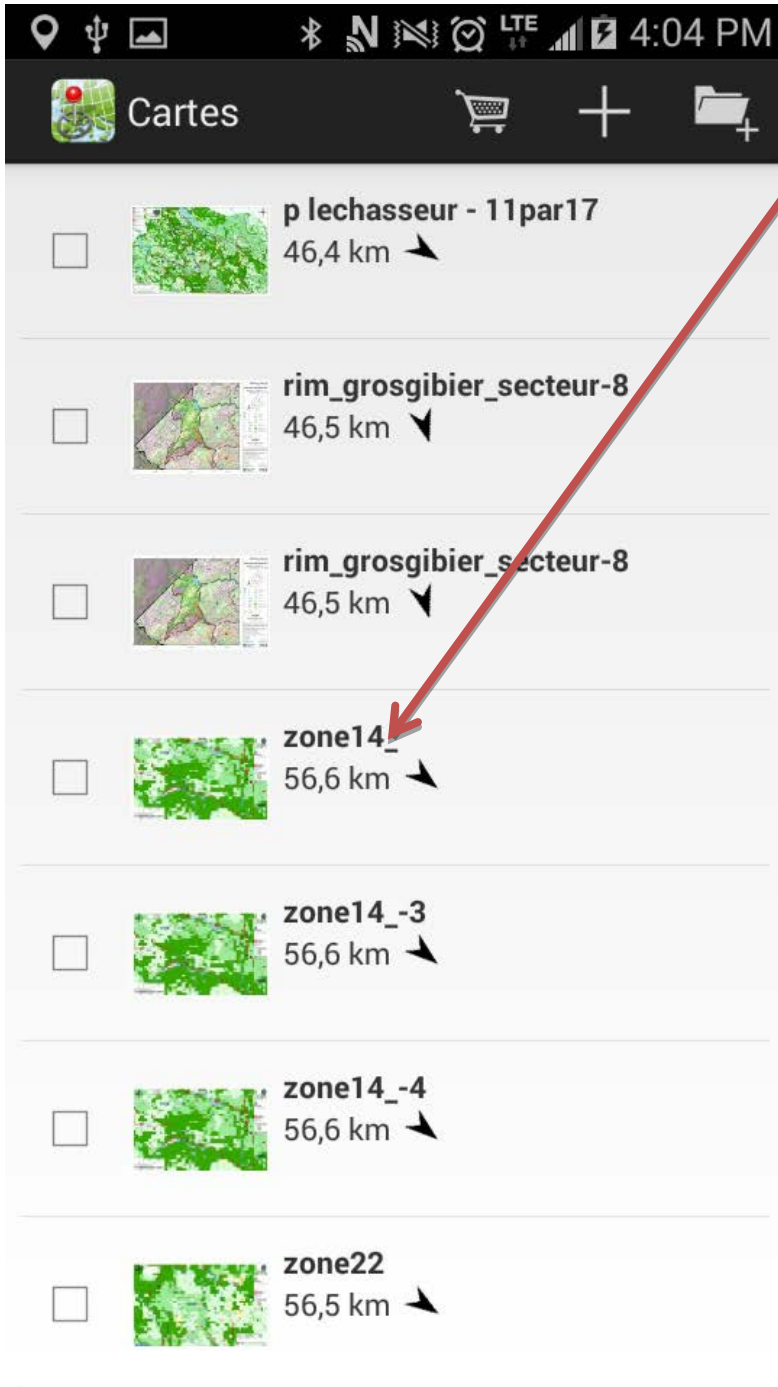 LTE 4:04 PM
Cartes
p lechasseur - 11par17
46,4 km
rim_grosgibier_secteur-8
46,5 km
rim_grosgibier_secteur-8
46,5 km
zone14_
56,6 km
zone14_-3
56,6 km
zone14_-4
56,6 km
zone22
56,5 km